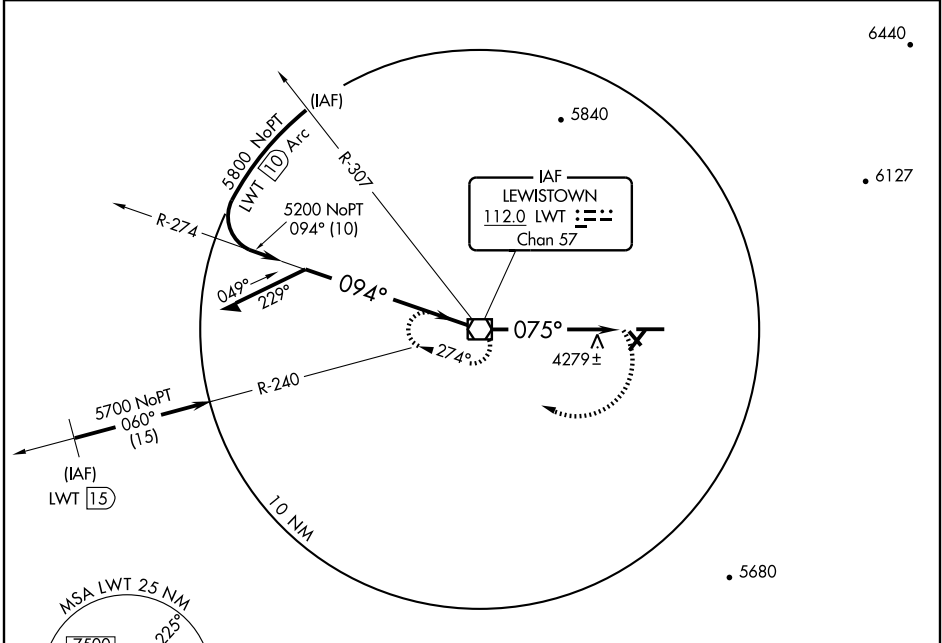 6440
(IAF)
5840
5800 NoPT
LWT 10 Arc
R-307
6127
IAF
LEWISTOWN
112.0 LWT
Chan 57
5200 NoPT
094° (10)
R-274
049°
229°
094°
075°
4279±
274°
R-240
5700 NoPT
060°
(15)
(IAF)
LWT 15
10 NM
5680
MSA LWT 25 NM
225°
7500